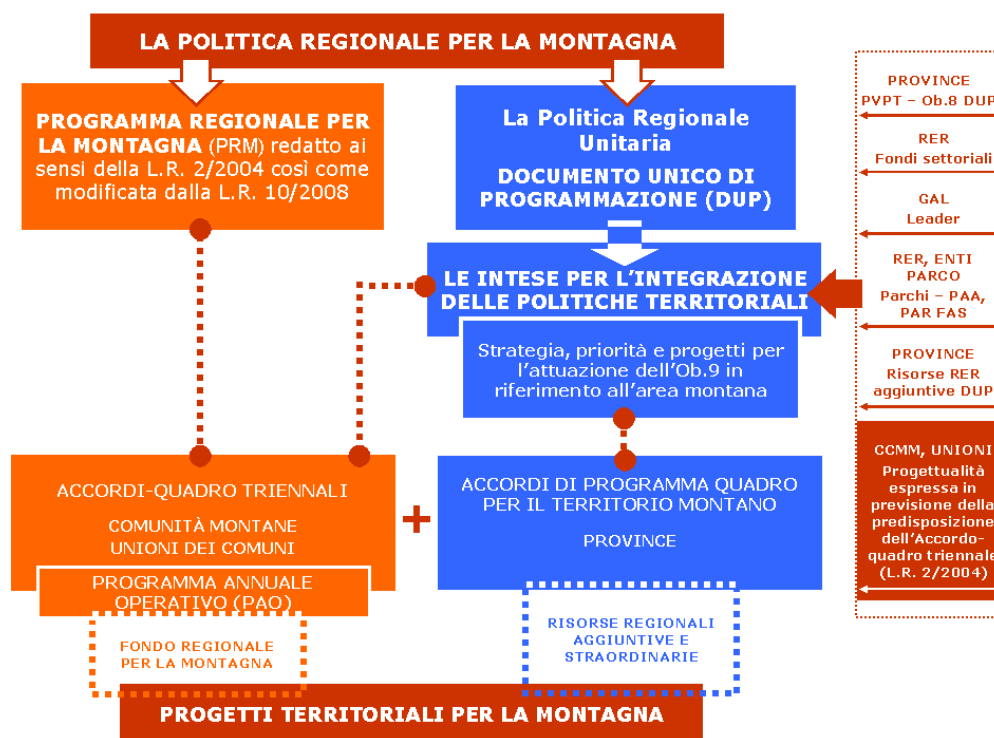 LA POLITICA REGIONALE PER LA MONTAGNA
PROGRAMMA REGIONALE PER
LA MONTAGNA (PRM) redatto ai
sensi della L.R. 2/2004 così come
modificata dalla L.R. 10/2008
La Politica Regionale
Unitaria
DOCUMENTO UNICO DI
PROGRAMMAZIONE (DUP)
LE INTESE PER L'INTEGRAZIONE
DELLE POLITICHE TERRITORIALI
Strategia, priorità e progetti per
l'attuazione dell'Ob.9 in
riferimento all'area montana
ACCORDI-QUADRO TRIENNALI
COMUNITÀ MONTANE
UNIONI DEI COMUNI
PROGRAMMA ANNUALE
OPERATIVO (PAO)
FONDO REGIONALE
PER LA MONTAGNA
+
ACCORDI DI PROGRAMMA QUADRO
PER IL TERRITORIO MONTANO
PROVINCE
RISORSE REGIONALI
AGGIUNTIVE E
STRAORDINARIE
PROGETTI TERRITORIALI PER LA MONTAGNA
PROVINCE
PVPT – Ob.8 DUP
RER
Fondi settoriali
GAL
Leader
RER, ENTI
PARCO
Parchi – PAA,
PAR FAS
PROVINCE
Risorse RER
aggiuntive DUP
CCMM, UNIONI
Progettualità
espressa in
previsione della
predisposizione
dell'Accordo-
quadro triennale
(L.R. 2/2004)